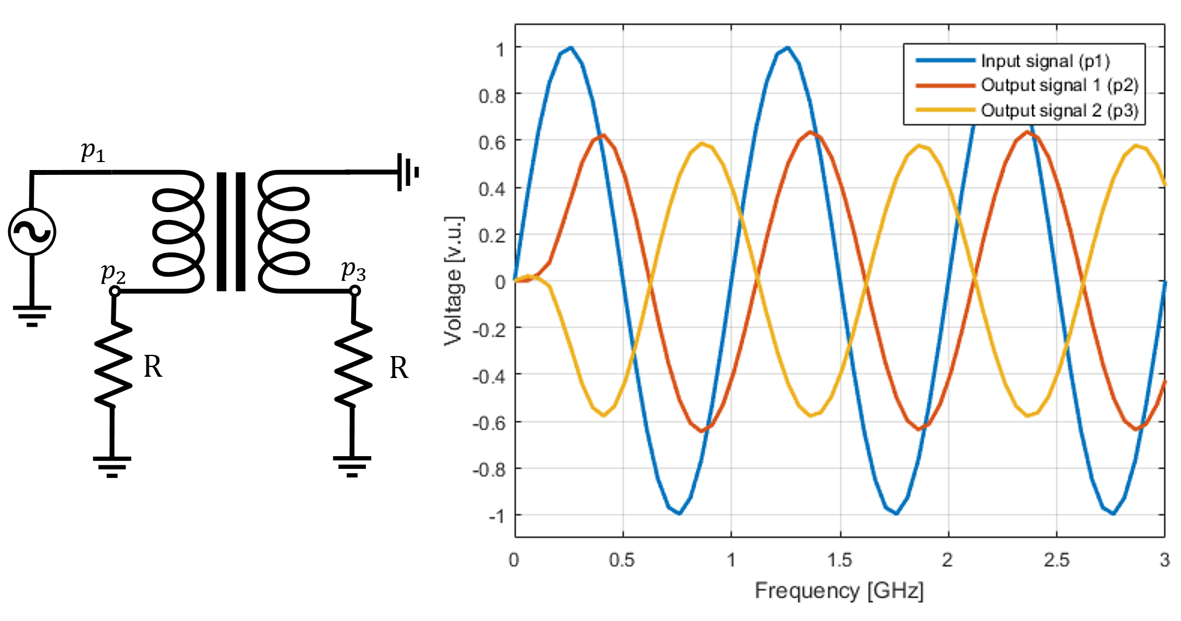 p1
p2
p3
R
R
Input signal (p1)
Output signal 1 (p2)
Output signal 2 (p3)
Voltage [v.u.]
1
0.8
0.6
0.4
0.2
0
-0.2
-0.4
-0.6
-0.8
-1
0 0.5 1 1.5 2 2.5 3
Frequency [GHz]